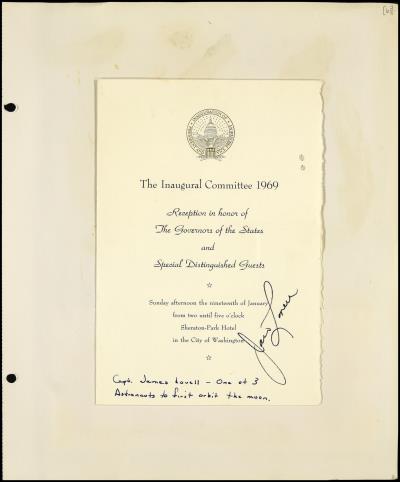 The Inaugural Committee 1969
Reception in honor of
The Governors of the States
and
Special Distinguished Guests
Sunday afternoon the nineteenth of January
from two until five o'clock
Sheraton-Park Hotel
in the City of Washington
James Lovell
Capt. James Lovell - One of 3
Astronauts to first orbit the moon.